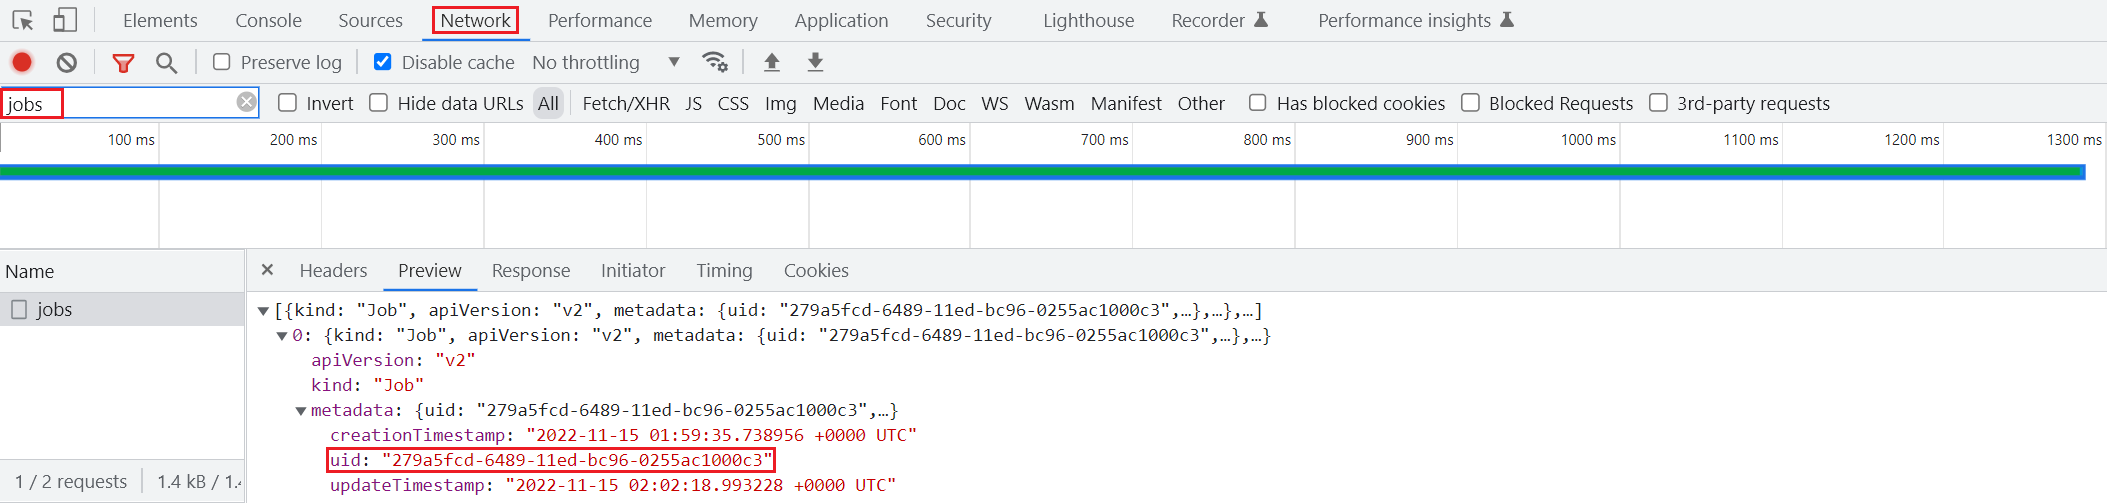 Elements Console Sources Network Performance Memory Application Security Lighthouse Recorder Performance insights
Preserve log Disable cache No throttling
jobs Invert Hide data URLs All Fetch/XHR JS CSS Img Media Font Doc WS Wasm Manifest Other Has blocked cookies Blocked Requests 3rd-party requests
100 ms 200 ms 300 ms 400 ms 500 ms 600 ms 700 ms 800 ms 900 ms 1000 ms 1100 ms 1200 ms 1300 ms
Name Headers Preview Response Initiator Timing Cookies
jobs
[{kind: "Job", apiVersion: "v2", metadata: {uid: "279a5fcd-6489-11ed-bc96-0255ac1000c3",…},…},…]
0: {kind: "Job", apiVersion: "v2", metadata: {uid: "279a5fcd-6489-11ed-bc96-0255ac1000c3",…},…}
apiVersion: "v2"
kind: "Job"
metadata: {uid: "279a5fcd-6489-11ed-bc96-0255ac1000c3",…}
creationTimestamp: "2022-11-15 01:59:35.738956 +0000 UTC"
uid: "279a5fcd-6489-11ed-bc96-0255ac1000c3"
updateTimestamp: "2022-11-15 02:02:18.993228 +0000 UTC"
1 / 2 requests 1.4 kB / 1.